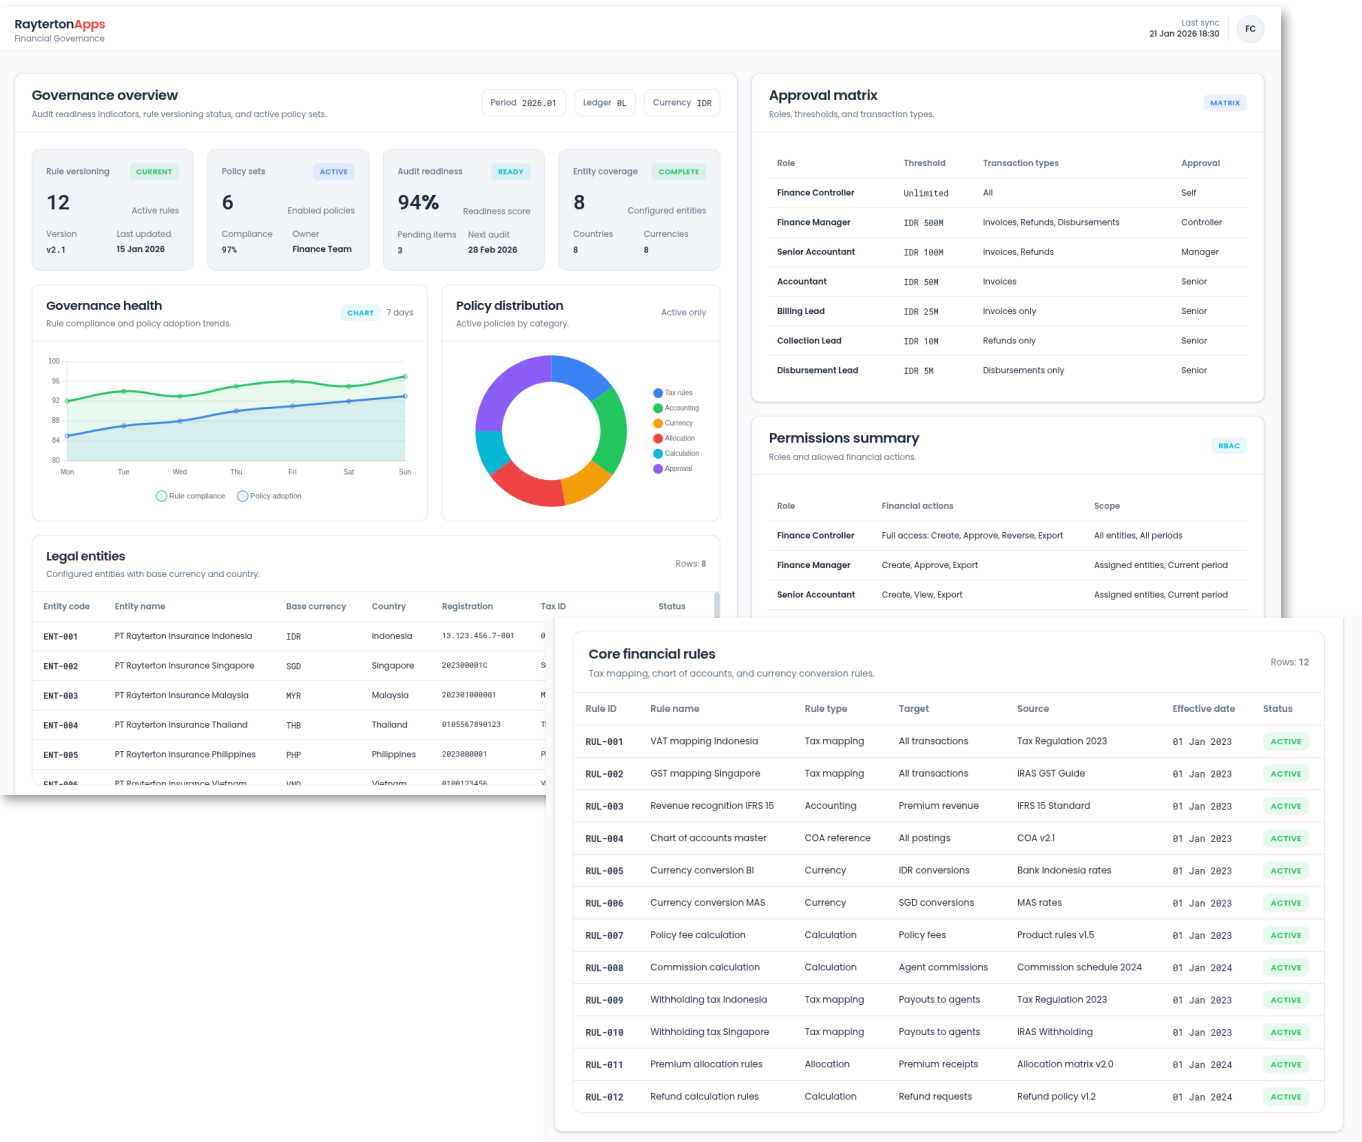 RaytertonApps
Financial Governance
Last sync
21 Jan 2026 18:30
FC
Governance overview
Audit readiness indicators, rule versioning status, and active policy sets.
Period 2026.01
Ledger 0L
Currency IDR
Rule versioning CURRENT
12 Active rules
Version Last updated
v2.1 15 Jan 2026
Policy sets ACTIVE
6 Enabled policies
Compliance Owner
97% Finance Team
Audit readiness READY
94% Readiness score
Pending items Next audit
3 28 Feb 2026
Entity coverage COMPLETE
8 Configured entities
Countries Currencies
8 8
Governance health
Rule compliance and policy adoption trends.
CHART 7 days
100
96
92
88
84
80
Mon Tue Wed Thu Fri Sat Sun
Rule compliance Policy adoption
Policy distribution
Active policies by category.
Active only
Tax rules
Accounting
Currency
Allocation
Calculation
Approval
Legal entities
Configured entities with base currency and country.
Rows: 8
Entity code Entity name Base currency Country Registration Tax ID Status
ENT-001 PT Rayterton Insurance Indonesia IDR Indonesia 13.123.456.7-001
ENT-002 PT Rayterton Insurance Singapore SGD Singapore 202300001C
ENT-003 PT Rayterton Insurance Malaysia MYR Malaysia 202301000001
ENT-004 PT Rayterton Insurance Thailand THB Thailand 0105567890123
ENT-005 PT Rayterton Insurance Philippines PHP Philippines 2023000001
ENT-006 PT Rayterton Insurance Vietnam VND Vietnam 0100123456
Approval matrix
Roles, thresholds, and transaction types.
MATRIX
Role Threshold Transaction types Approval
Finance Controller Unlimited All Self
Finance Manager IDR 500M Invoices, Refunds, Disbursements Controller
Senior Accountant IDR 100M Invoices, Refunds Manager
Accountant IDR 50M Invoices Senior
Billing Lead IDR 25M Invoices only Senior
Collection Lead IDR 10M Refunds only Senior
Disbursement Lead IDR 5M Disbursements only Senior
Permissions summary
Roles and allowed financial actions.
RBAC
Role Financial actions Scope
Finance Controller Full access: Create, Approve, Reverse, Export All entities, All periods
Finance Manager Create, Approve, Export Assigned entities, Current period
Senior Accountant Create, View, Export Assigned entities, Current period
Core financial rules
Tax mapping, chart of accounts, and currency conversion rules.
Rows: 12
Rule ID Rule name Rule type Target Source Effective date Status
RUL-001 VAT mapping Indonesia Tax mapping All transactions Tax Regulation 2023 01 Jan 2023 ACTIVE
RUL-002 GST mapping Singapore Tax mapping All transactions IRAS GST Guide 01 Jan 2023 ACTIVE
RUL-003 Revenue recognition IFRS 15 Accounting Premium revenue IFRS 15 Standard 01 Jan 2023 ACTIVE
RUL-004 Chart of accounts master COA reference All postings COA v2.1 01 Jan 2023 ACTIVE
RUL-005 Currency conversion BI Currency IDR conversions Bank Indonesia rates 01 Jan 2023 ACTIVE
RUL-006 Currency conversion MAS Currency SGD conversions MAS rates 01 Jan 2023 ACTIVE
RUL-007 Policy fee calculation Calculation Policy fees Product rules v1.5 01 Jan 2023 ACTIVE
RUL-008 Commission calculation Calculation Agent commissions Commission schedule 2024 01 Jan 2024 ACTIVE
RUL-009 Withholding tax Indonesia Tax mapping Payouts to agents Tax Regulation 2023 01 Jan 2023 ACTIVE
RUL-010 Withholding tax Singapore Tax mapping Payouts to agents IRAS Withholding 01 Jan 2023 ACTIVE
RUL-011 Premium allocation rules Allocation Premium receipts Allocation matrix v2.0 01 Jan 2024 ACTIVE
RUL-012 Refund calculation rules Calculation Refund requests Refund policy v1.2 01 Jan 2024 ACTIVE